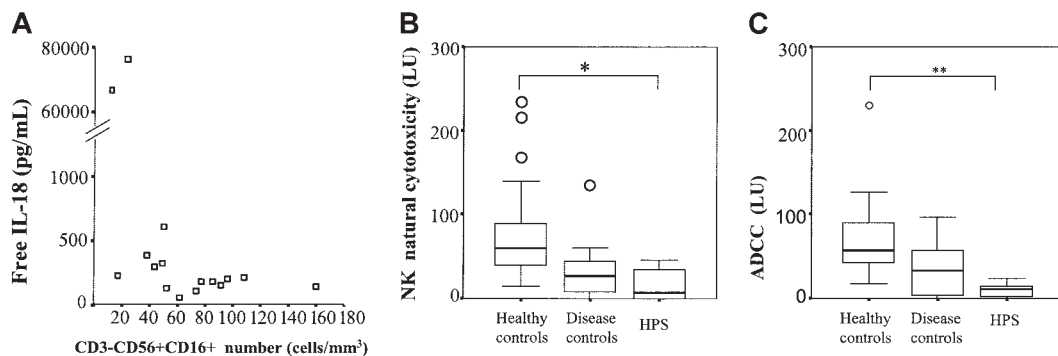 A
Free IL-18 (pg/mL)
80000
60000
1000
500
0
20 40 60 80 100 120 140 160 180
CD3-CD56+CD16+ number (cells/mm³)
B
NK natural cytotoxicity (LU)
300
200
100
0
*
Healthy controls
Disease controls
HPS
C
ADCC (LU)
300
200
100
0
**
Healthy controls
Disease controls
HPS